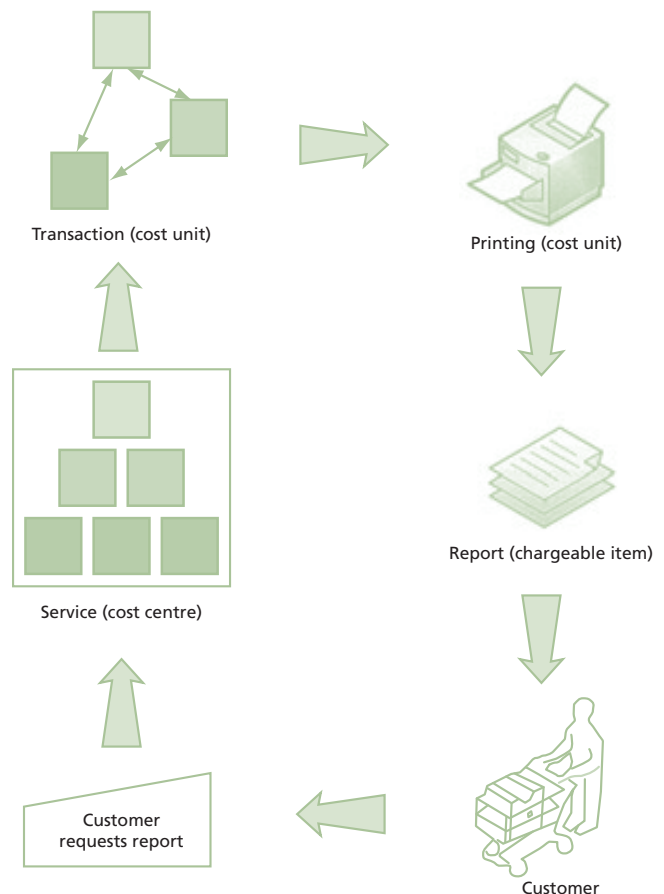 Transaction (cost unit)
Printing (cost unit)
Report (chargeable item)
Service (cost centre)
Customer
requests report
Customer